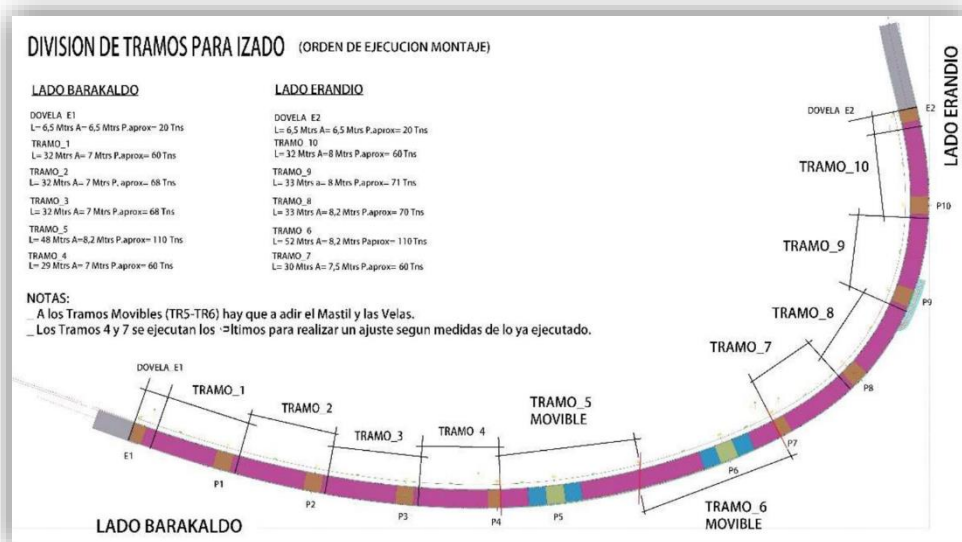 DIVISION DE TRAMOS PARA IZADO (ORDEN DE EJECUCION MONTAJE)
LADO BARAKALDO
DOVELA E1
L= 6,5 Mtrs A= 6,5 Mtrs P.aprox= 20 Tns
TRAMO_1
L= 32 Mtrs A= 7 Mtrs P.aprox= 60 Tns
TRAMO_2
L= 32 Mtrs A= 7 Mtrs P. aprox= 68 Tns
TRAMO_3
L= 32 Mtrs A= 7 Mtrs P.aprox= 68 Tns
TRAMO_5
L= 48 Mtrs A=8,2 Mtrs P.aprox= 110 Tns
TRAMO_4
L= 29 Mtrs A= 7 Mtrs P.aprox= 60 Tns
LADO ERANDIO
DOVELA E2
L= 6,5 Mtrs A= 6,5 Mtrs P.aprox= 20 Tns
TRAMO 10
L= 32 Mtrs A=8 Mtrs P.aprox= 60 Tns
TRAMO_9
L= 33 Mtrs a= 8 Mtrs P.aprox= 71 Tns
TRAMO_8
L= 33 Mtrs A= 8,2 Mtrs P.aprox= 70 Tns
TRAMO 6
L= 52 Mtrs A= 8,2 Mtrs Paprox= 110 Tns
TRAMO_7
L= 30 Mtrs A= 7,5 Mtrs P.aprox= 60 Tns
NOTAS:
_ A los Tramos Movibles (TR5-TR6) hay que a adir el Mastil y las Velas.
_ Los Tramos 4 y 7 se ejecutan los ltimos para realizar un ajuste segun medidas de lo ya ejecutado.
LADO ERANDIO
DOVELA E2
E2
TRAMO_10
P10
TRAMO_9
P9
TRAMO_8
P8
TRAMO_7
P7
DOVELA_E1
TRAMO_1
TRAMO_2
TRAMO_3
TRAMO 4
TRAMO_5
MOVIBLE
E1
P1
P2
P3
P4
P5
P6
TRAMO_6
MOVIBLE
LADO BARAKALDO